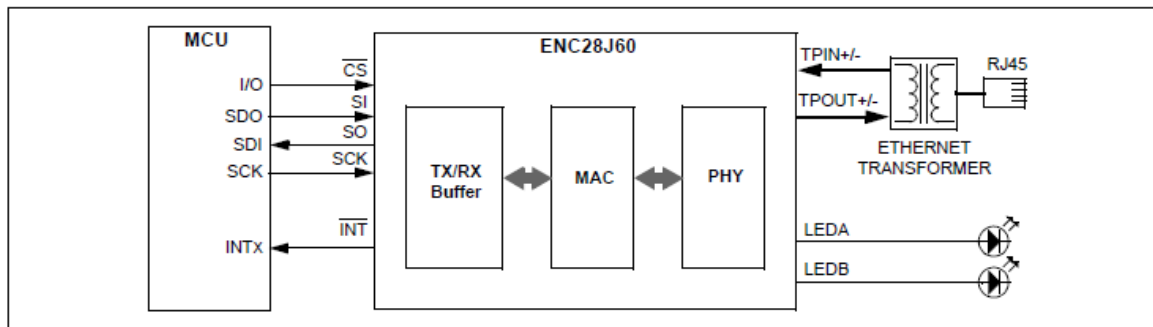 MCU
ENC28J60
I/O
SDO
SDI
SCK
INTX
CS
SI
SO
SCK
INT
TX/RX
Buffer
MAC
PHY
TPIN+/-
TPOUT+/-
RJ45
ETHERNET
TRANSFORMER
LEDA
LEDB